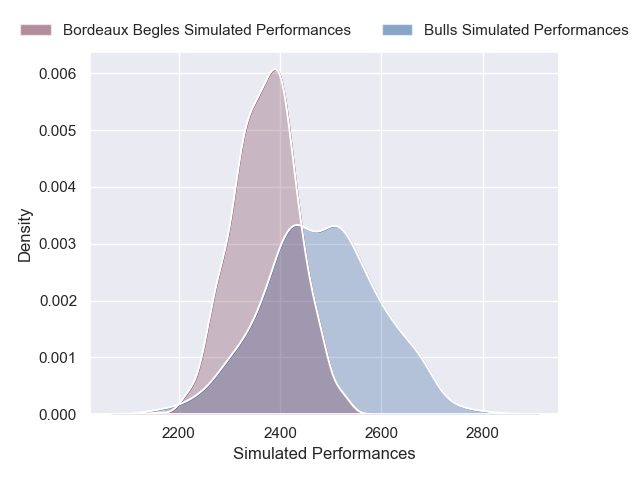 Bordeaux Begles Simulated Performances Bulls Simulated Performances
0.006
0.005
0.004
0.003
0.002
0.001
0.000
Density
2200 2400 2600 2800
Simulated Performances